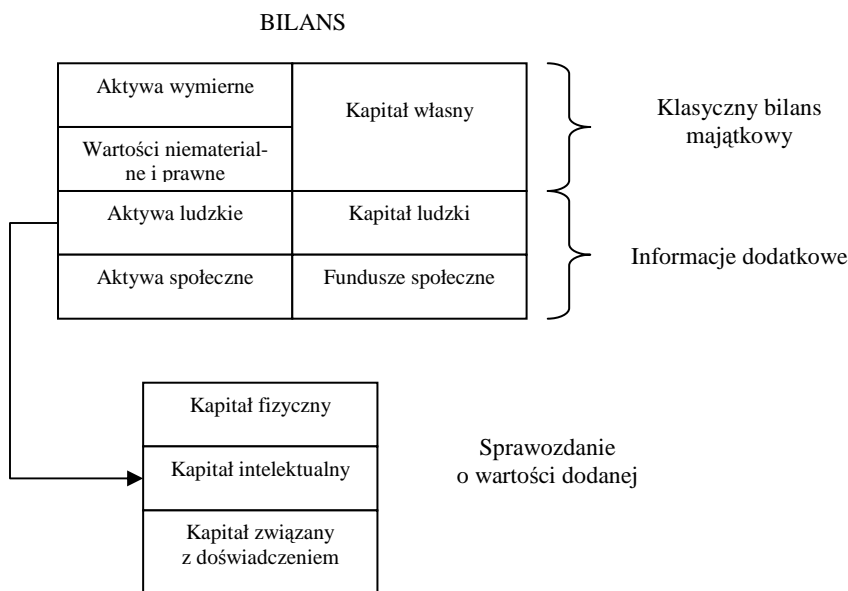 BILANS
Aktywa wymierne
Kapitał własny
Klasyczny bilans
majątkowy
Wartości niematerial-
ne i prawne
Aktywa ludzkie
Kapitał ludzki
Informacje dodatkowe
Aktywa społeczne
Fundusze społeczne
Kapitał fizyczny
Kapitał intelektualny
Sprawozdanie
o wartości dodanej
Kapitał związany
z doświadczeniem